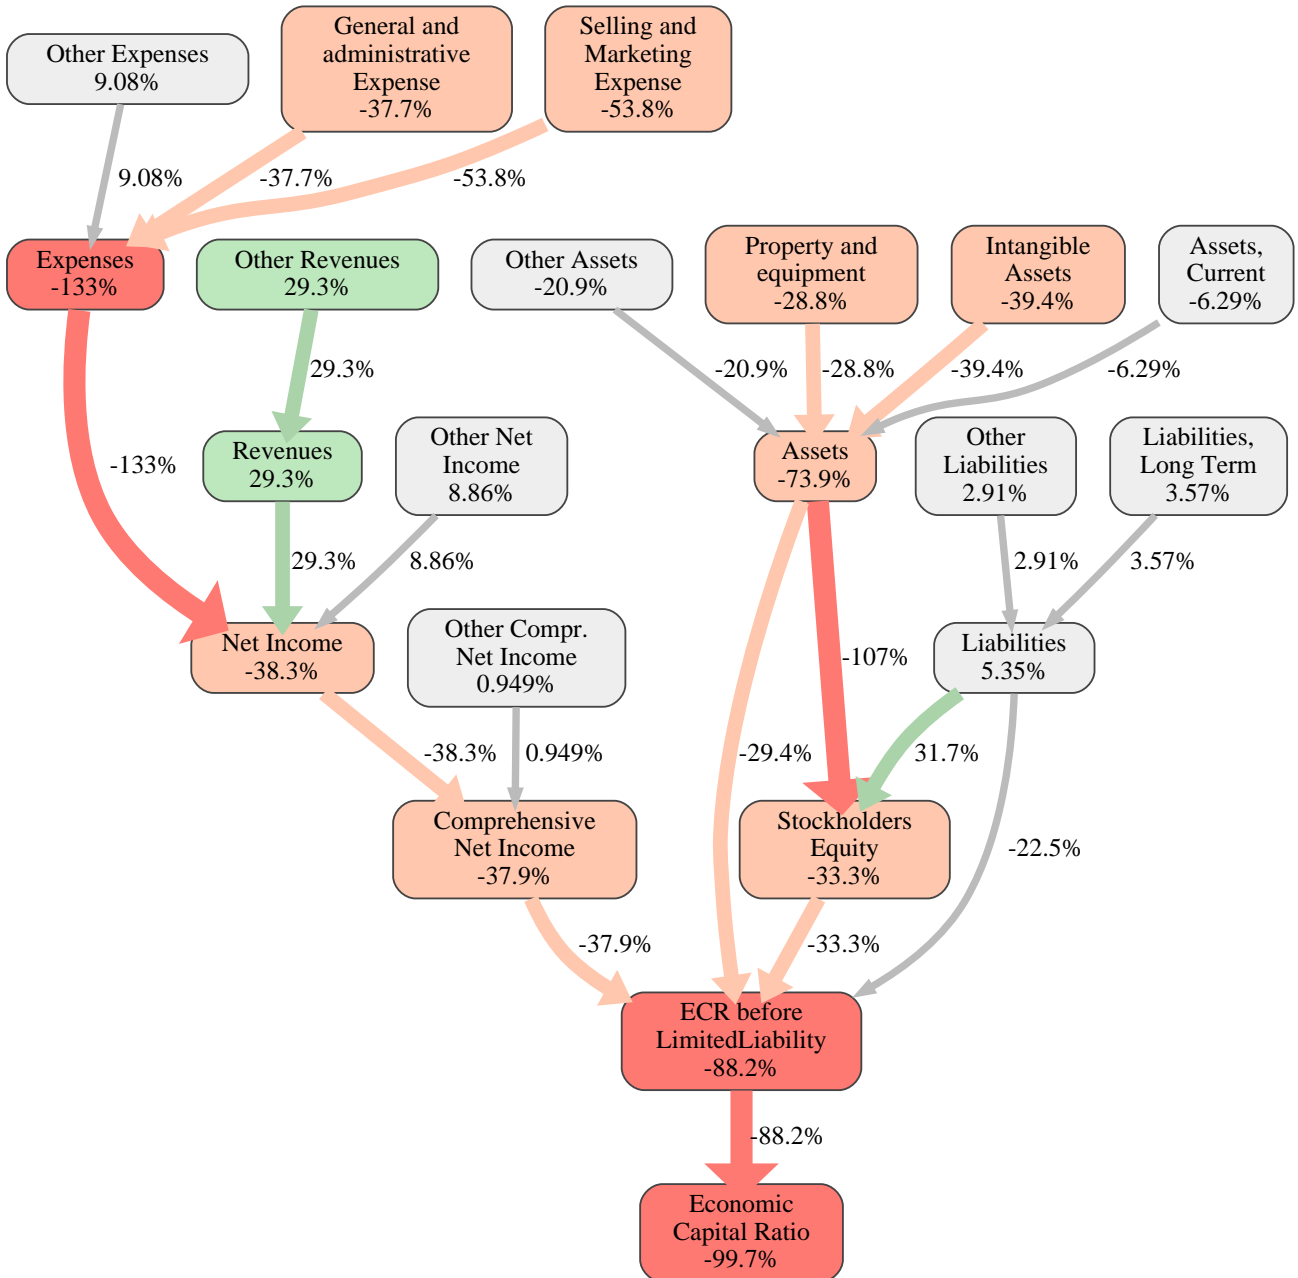 Other Expenses
9.08%
General and
administrative
Expense
-37.7%
Selling and
Marketing
Expense
-53.8%
9.08%
-37.7%
-53.8%
Expenses
-133%
Other Revenues
29.3%
Other Assets
-20.9%
Property and
equipment
-28.8%
Intangible
Assets
-39.4%
Assets,
Current
-6.29%
29.3%
-20.9%
-28.8%
-39.4%
-6.29%
-133%
Revenues
29.3%
Other Net
Income
8.86%
Assets
-73.9%
Other
Liabilities
2.91%
Liabilities,
Long Term
3.57%
29.3%
8.86%
2.91%
3.57%
Net Income
-38.3%
Other Compr.
Net Income
0.949%
-107%
Liabilities
5.35%
-38.3%
0.949%
-29.4%
31.7%
Comprehensive
Net Income
-37.9%
Stockholders
Equity
-33.3%
-22.5%
-37.9%
-33.3%
ECR before
LimitedLiability
-88.2%
-88.2%
Economic
Capital Ratio
-99.7%